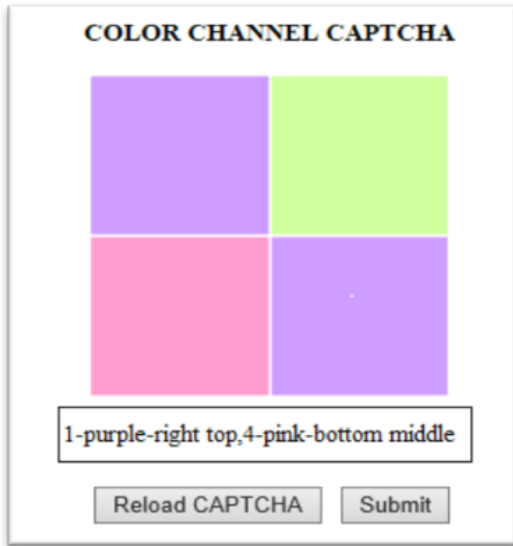 COLOR CHANNEL CAPTCHA
1-purple-right top,4-pink-bottom middle
Reload CAPTCHA Submit